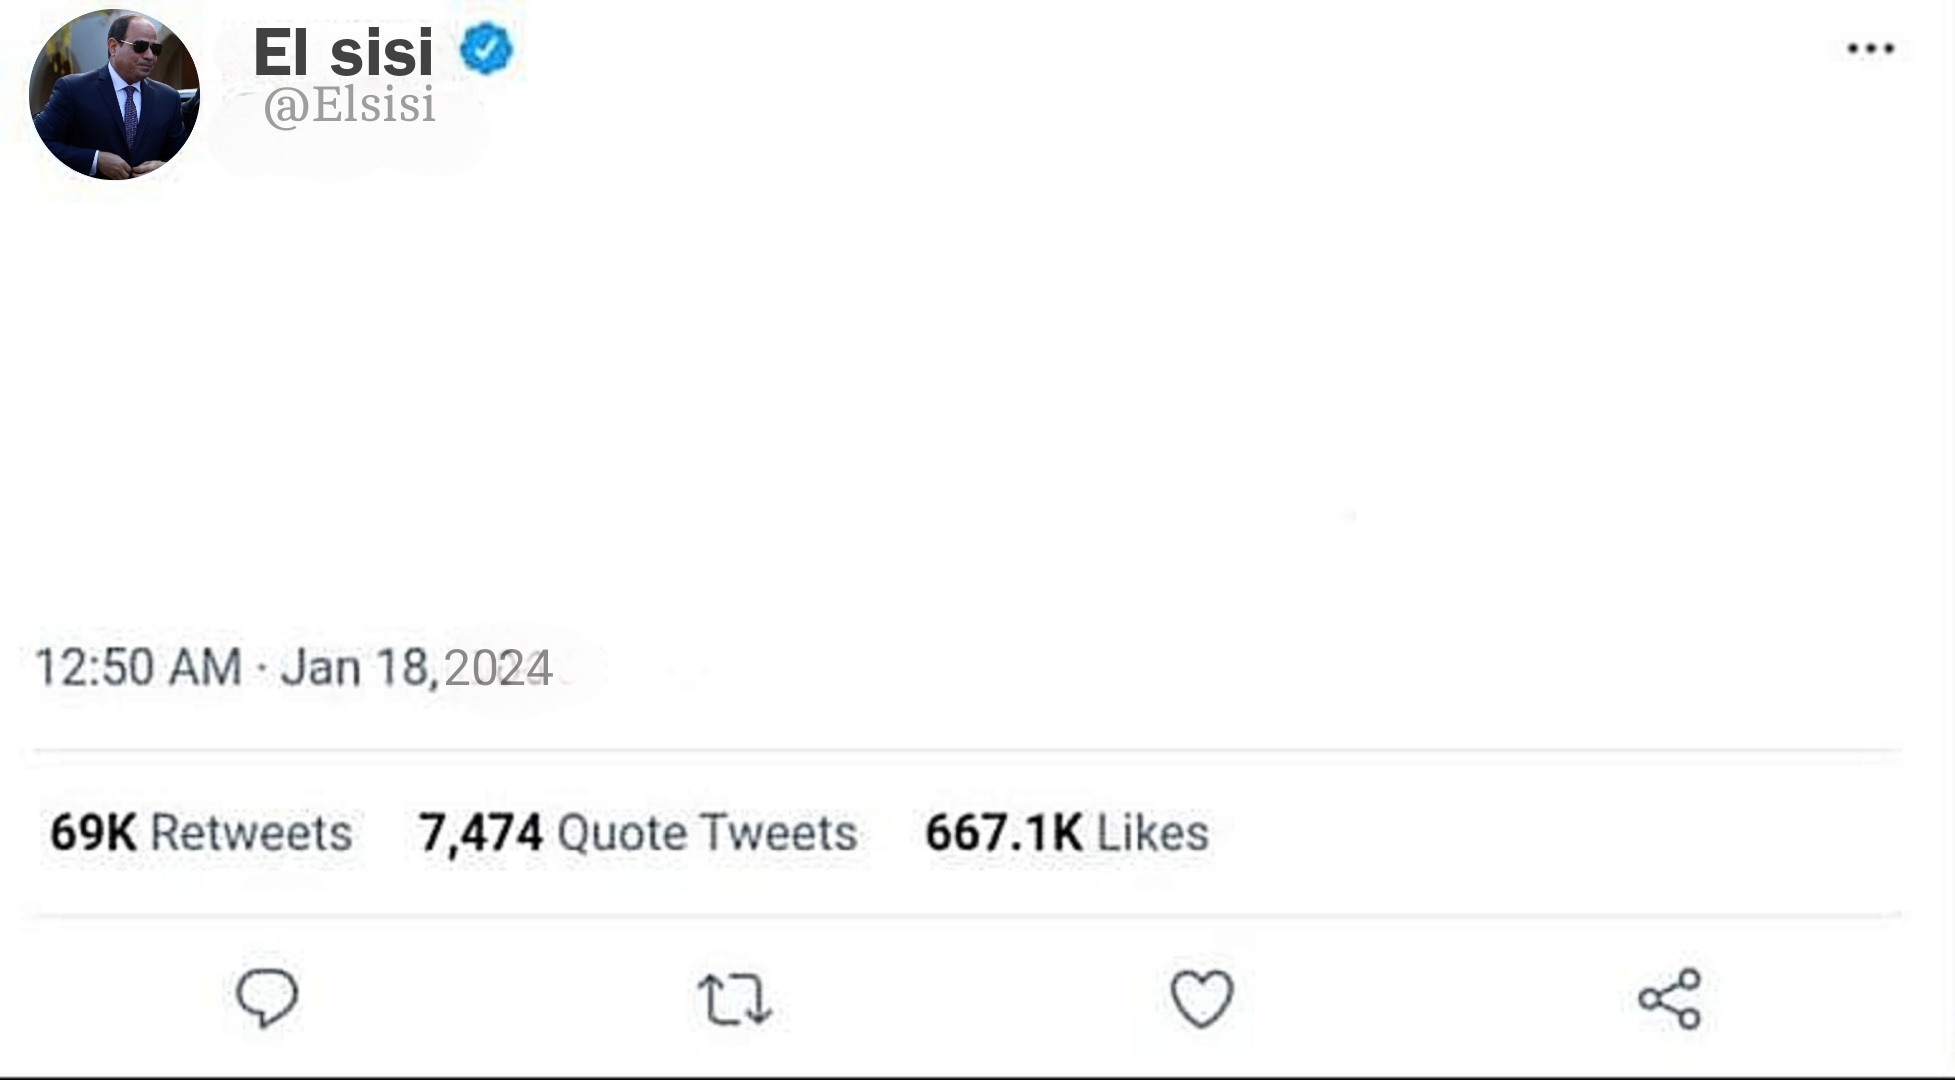 El sisi
@Elsisi
12:50 AM · Jan 18, 2024
69K Retweets 7,474 Quote Tweets 667.1K Likes